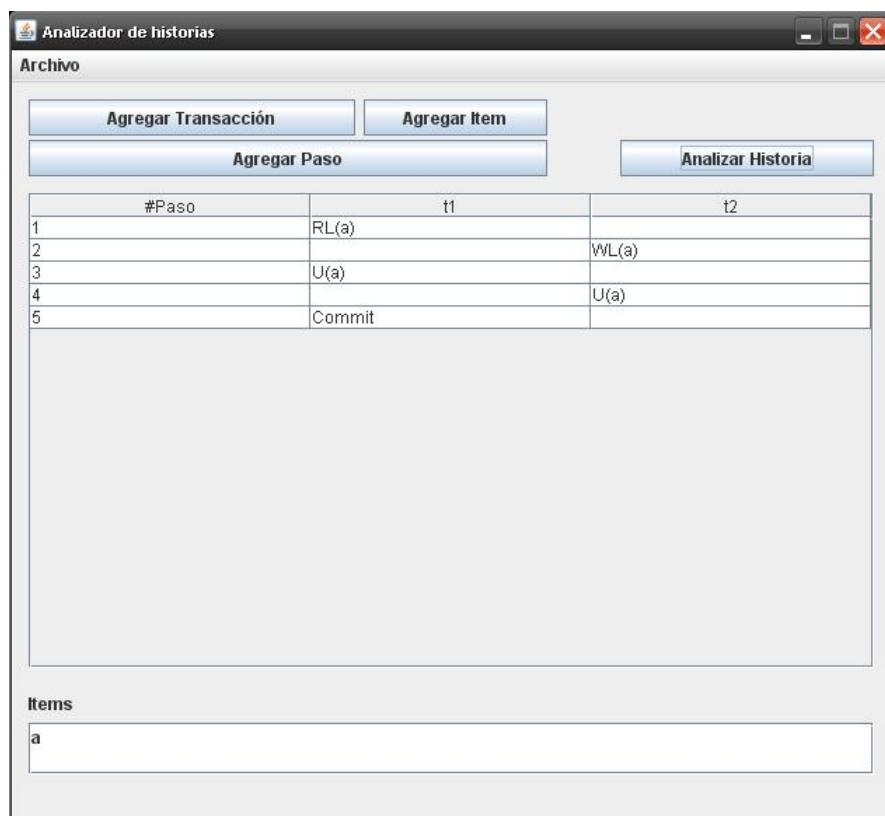 Analizador de historias
Archivo
Agregar Transacción Agregar Item
Agregar Paso Analizar Historia
#Paso t1 t2
1 RL(a)
2 WL(a)
3 U(a)
4 U(a)
5 Commit
Items
a